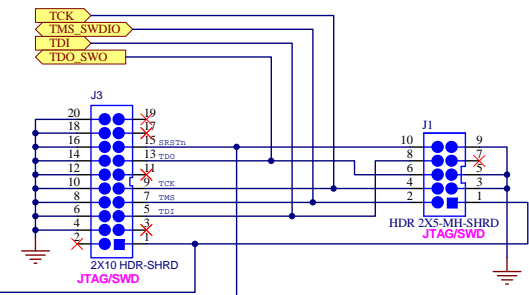 TCK
TMS_SWDIO
TDI
TDO_SWO
J3
20 19
18 17
16 15 SRSTn
14 13 TDO
12 11
10 9 TCK
8 7 TMS
6 5 TDI
4 3
2 1
2X10 HDR-SHRD
JTAG/SWD
J1
10 9
8 7
6 5
4 3
2 1
HDR 2X5-MH-SHRD
JTAG/SWD